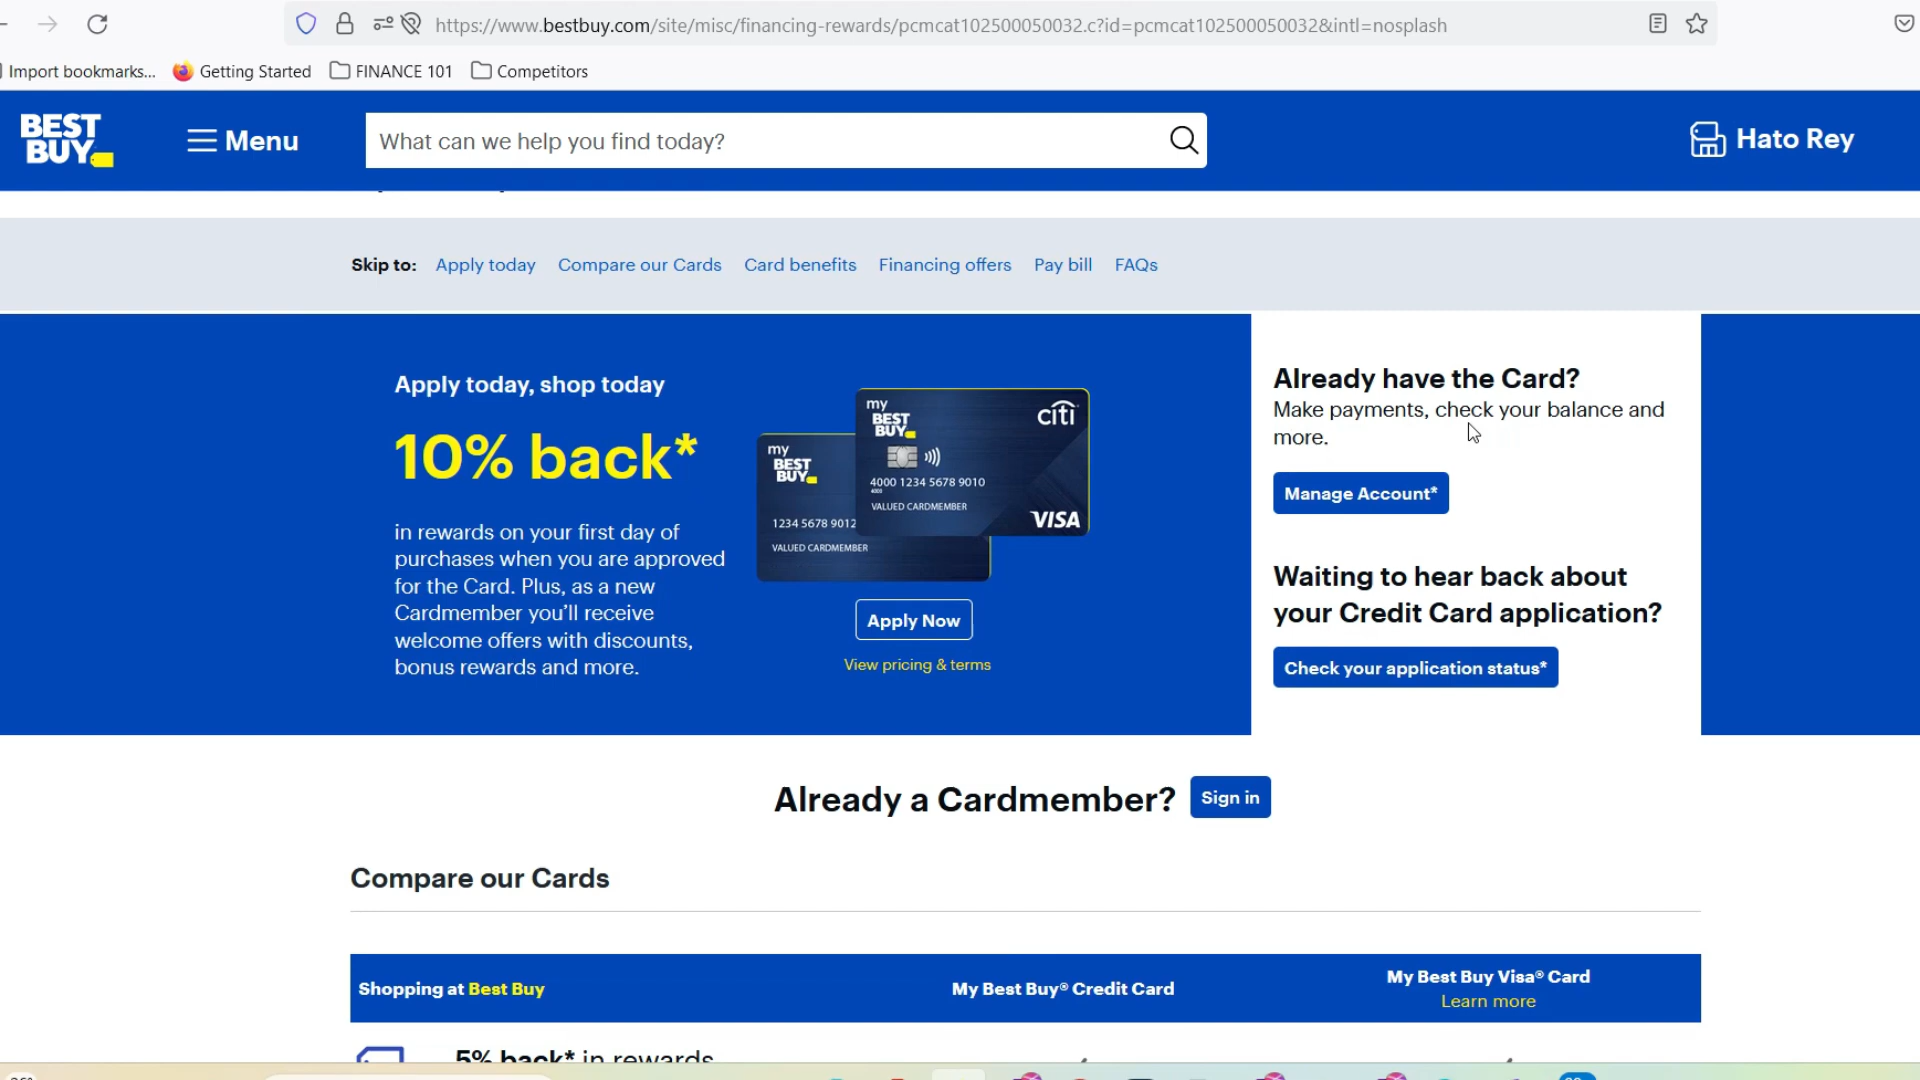 https://www.bestbuy.com/site/misc/financing-rewards/pcmcat102500050032.c?id=pcmcat102500050032&intl=nosplash
Import bookmarks... Getting Started FINANCE 101 Competitors
BEST BUY
Menu
What can we help you find today?
Hato Rey
Skip to: Apply today Compare our Cards Card benefits Financing offers Pay bill FAQs
Apply today, shop today
10% back*
in rewards on your first day of
purchases when you are approved
for the Card. Plus, as a new
Cardmember you'll receive
welcome offers with discounts,
bonus rewards and more.
my
BEST
BUY
1234 5678 9012
VALUED CARDMEMBER
my
BEST
BUY
citi
4000 1234 5678 9010
4000
VALUED CARDMEMBER
VISA
Apply Now
View pricing & terms
Already have the Card?
Make payments, check your balance and
more.
Manage Account*
Waiting to hear back about
your Credit Card application?
Check your application status*
Already a Cardmember? Sign in
Compare our Cards
Shopping at Best Buy
My Best Buy® Credit Card
My Best Buy Visa® Card
Learn more
5% back* in rewards